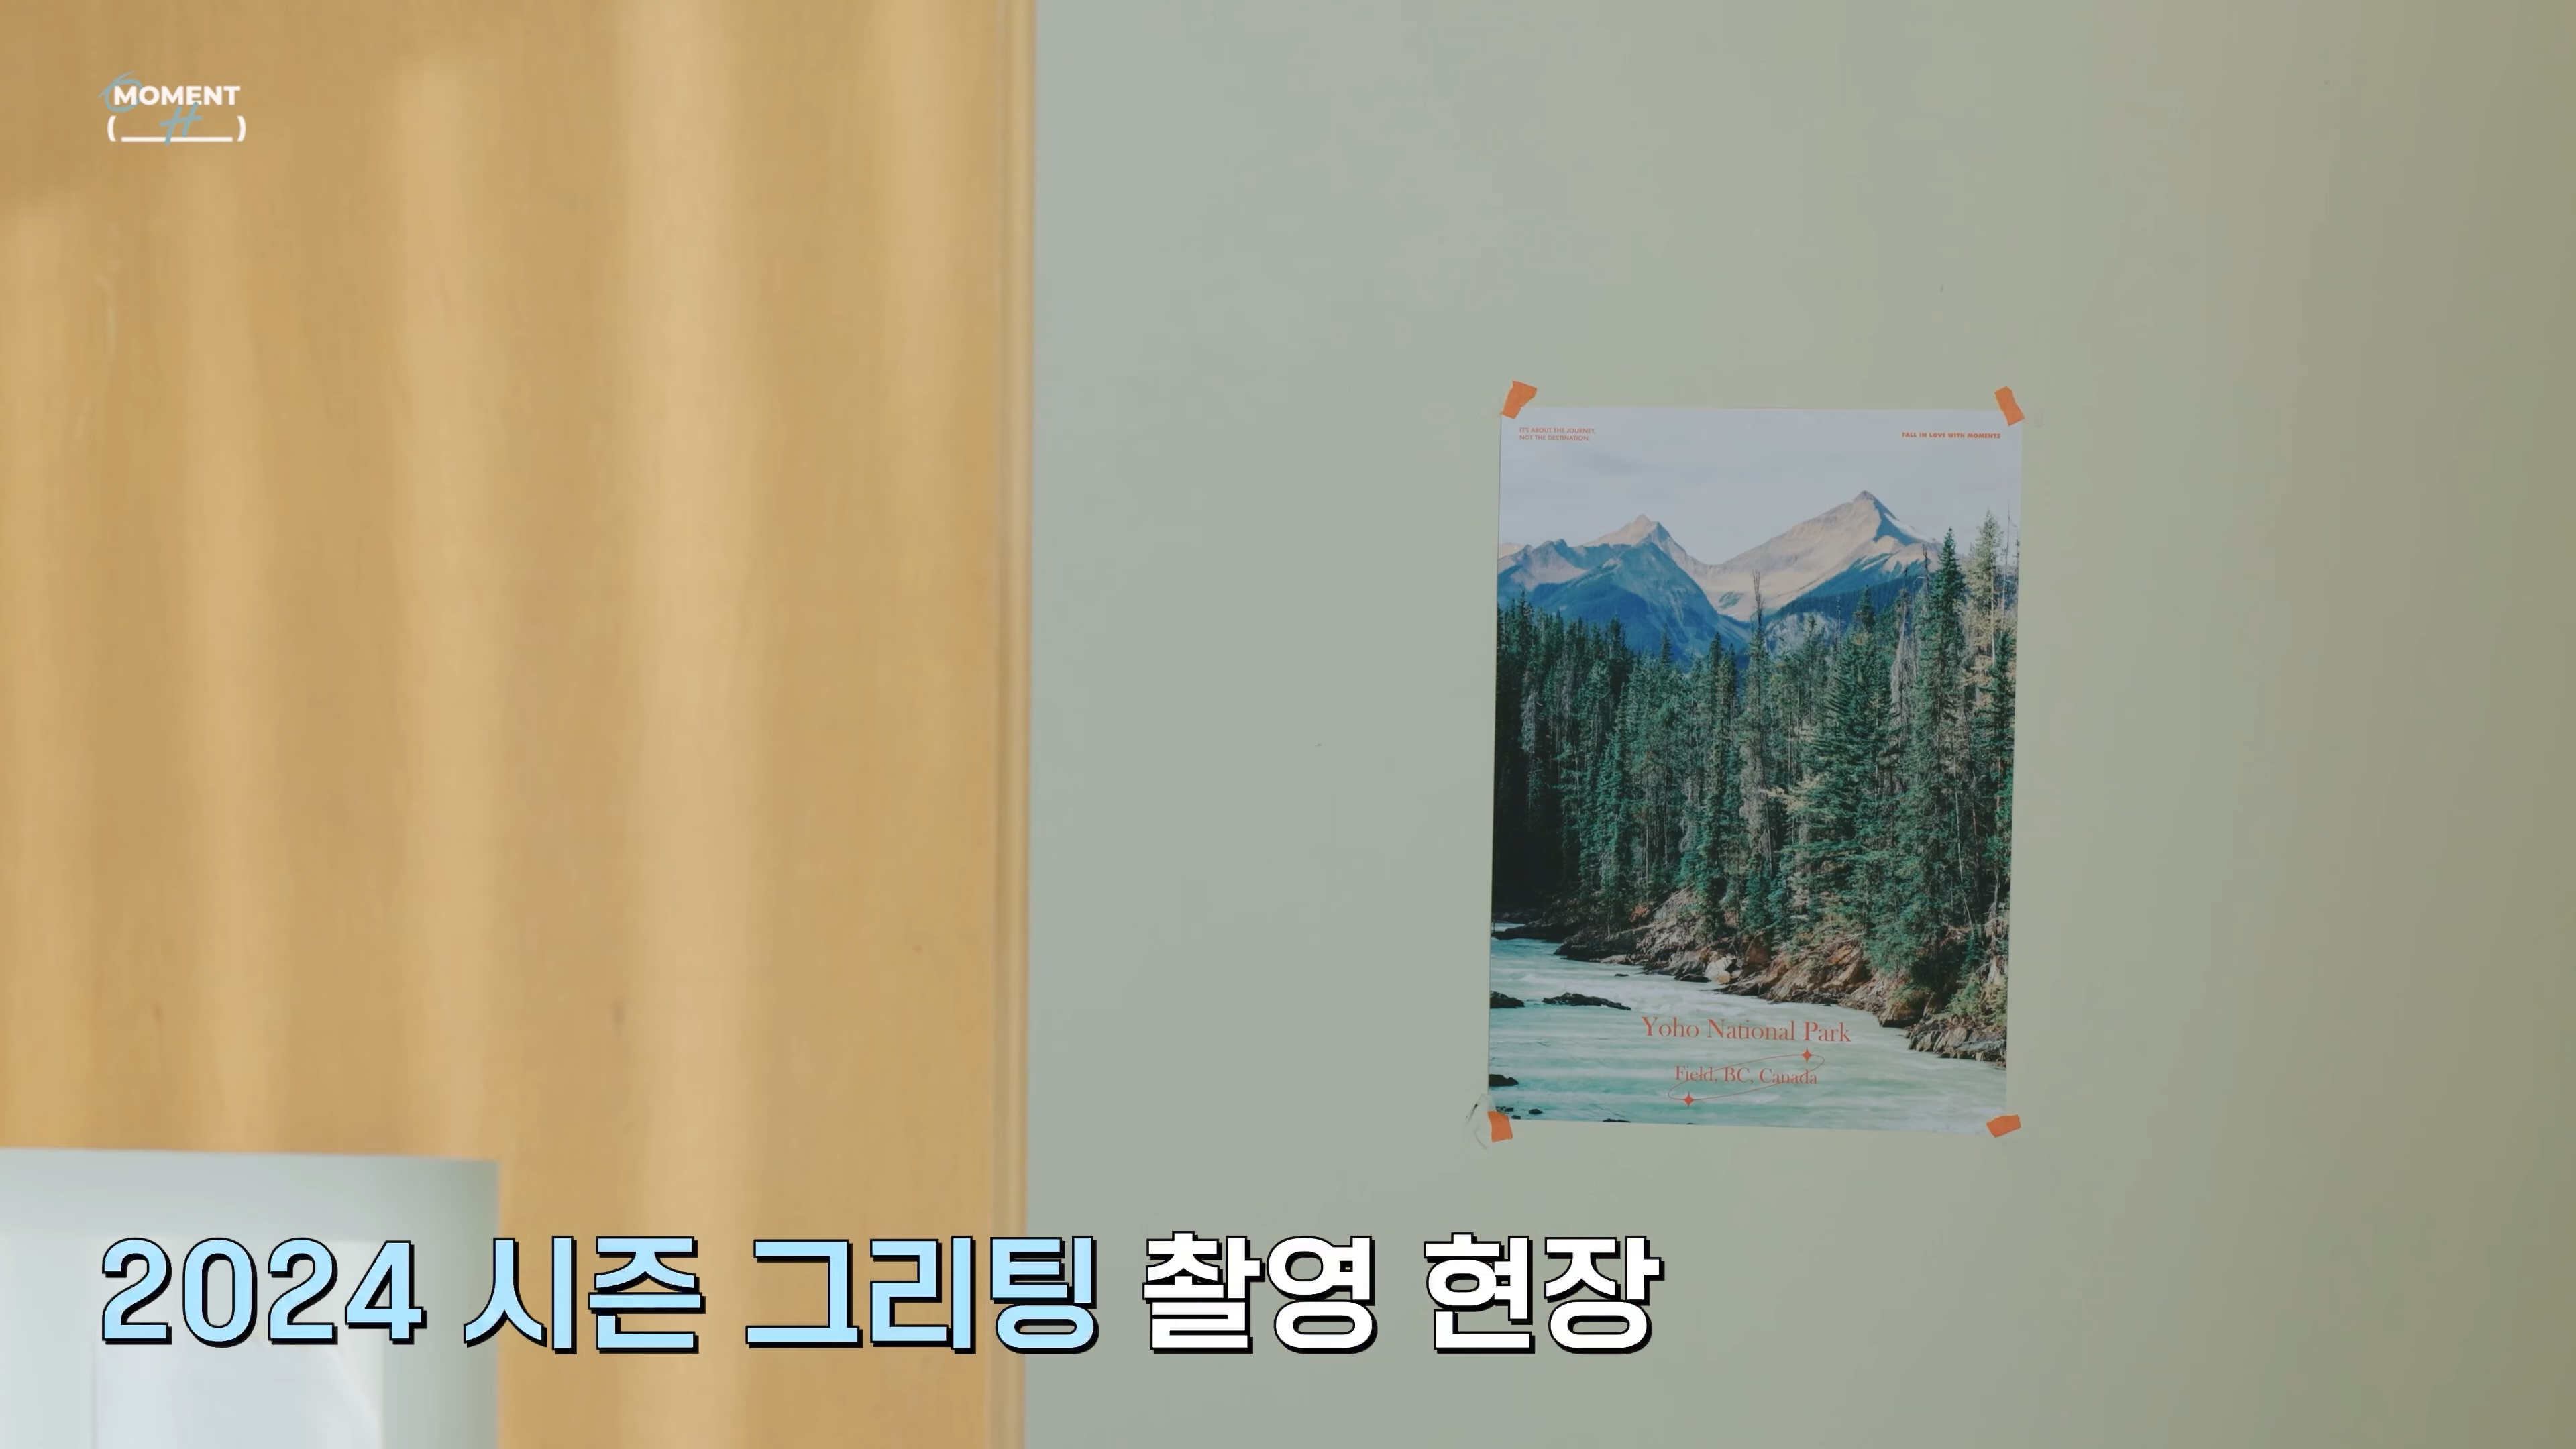 MOMENT
(H)
IT'S ABOUT THE JOURNEY,
NOT THE DESTINATION.
FALL IN LOVE WITH MOMENTS
Yoho National Park
Field, BC, Canada
2024 시즌 그리팅 촬영 현장